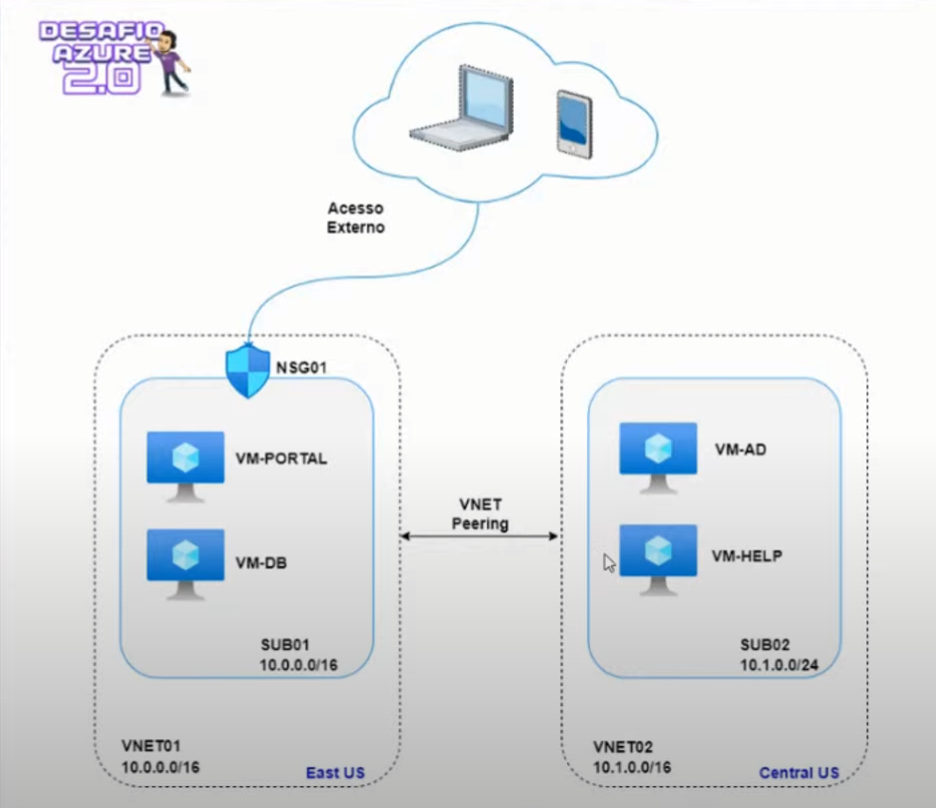 DESAFIO
AZURE
2.0
Acesso
Externo
NSG01
VM-PORTAL
VM-DB
SUB01
10.0.0.0/16
VNET01
10.0.0.0/16
East US
VNET
Peering
VM-AD
VM-HELP
SUB02
10.1.0.0/24
VNET02
10.1.0.0/16
Central US